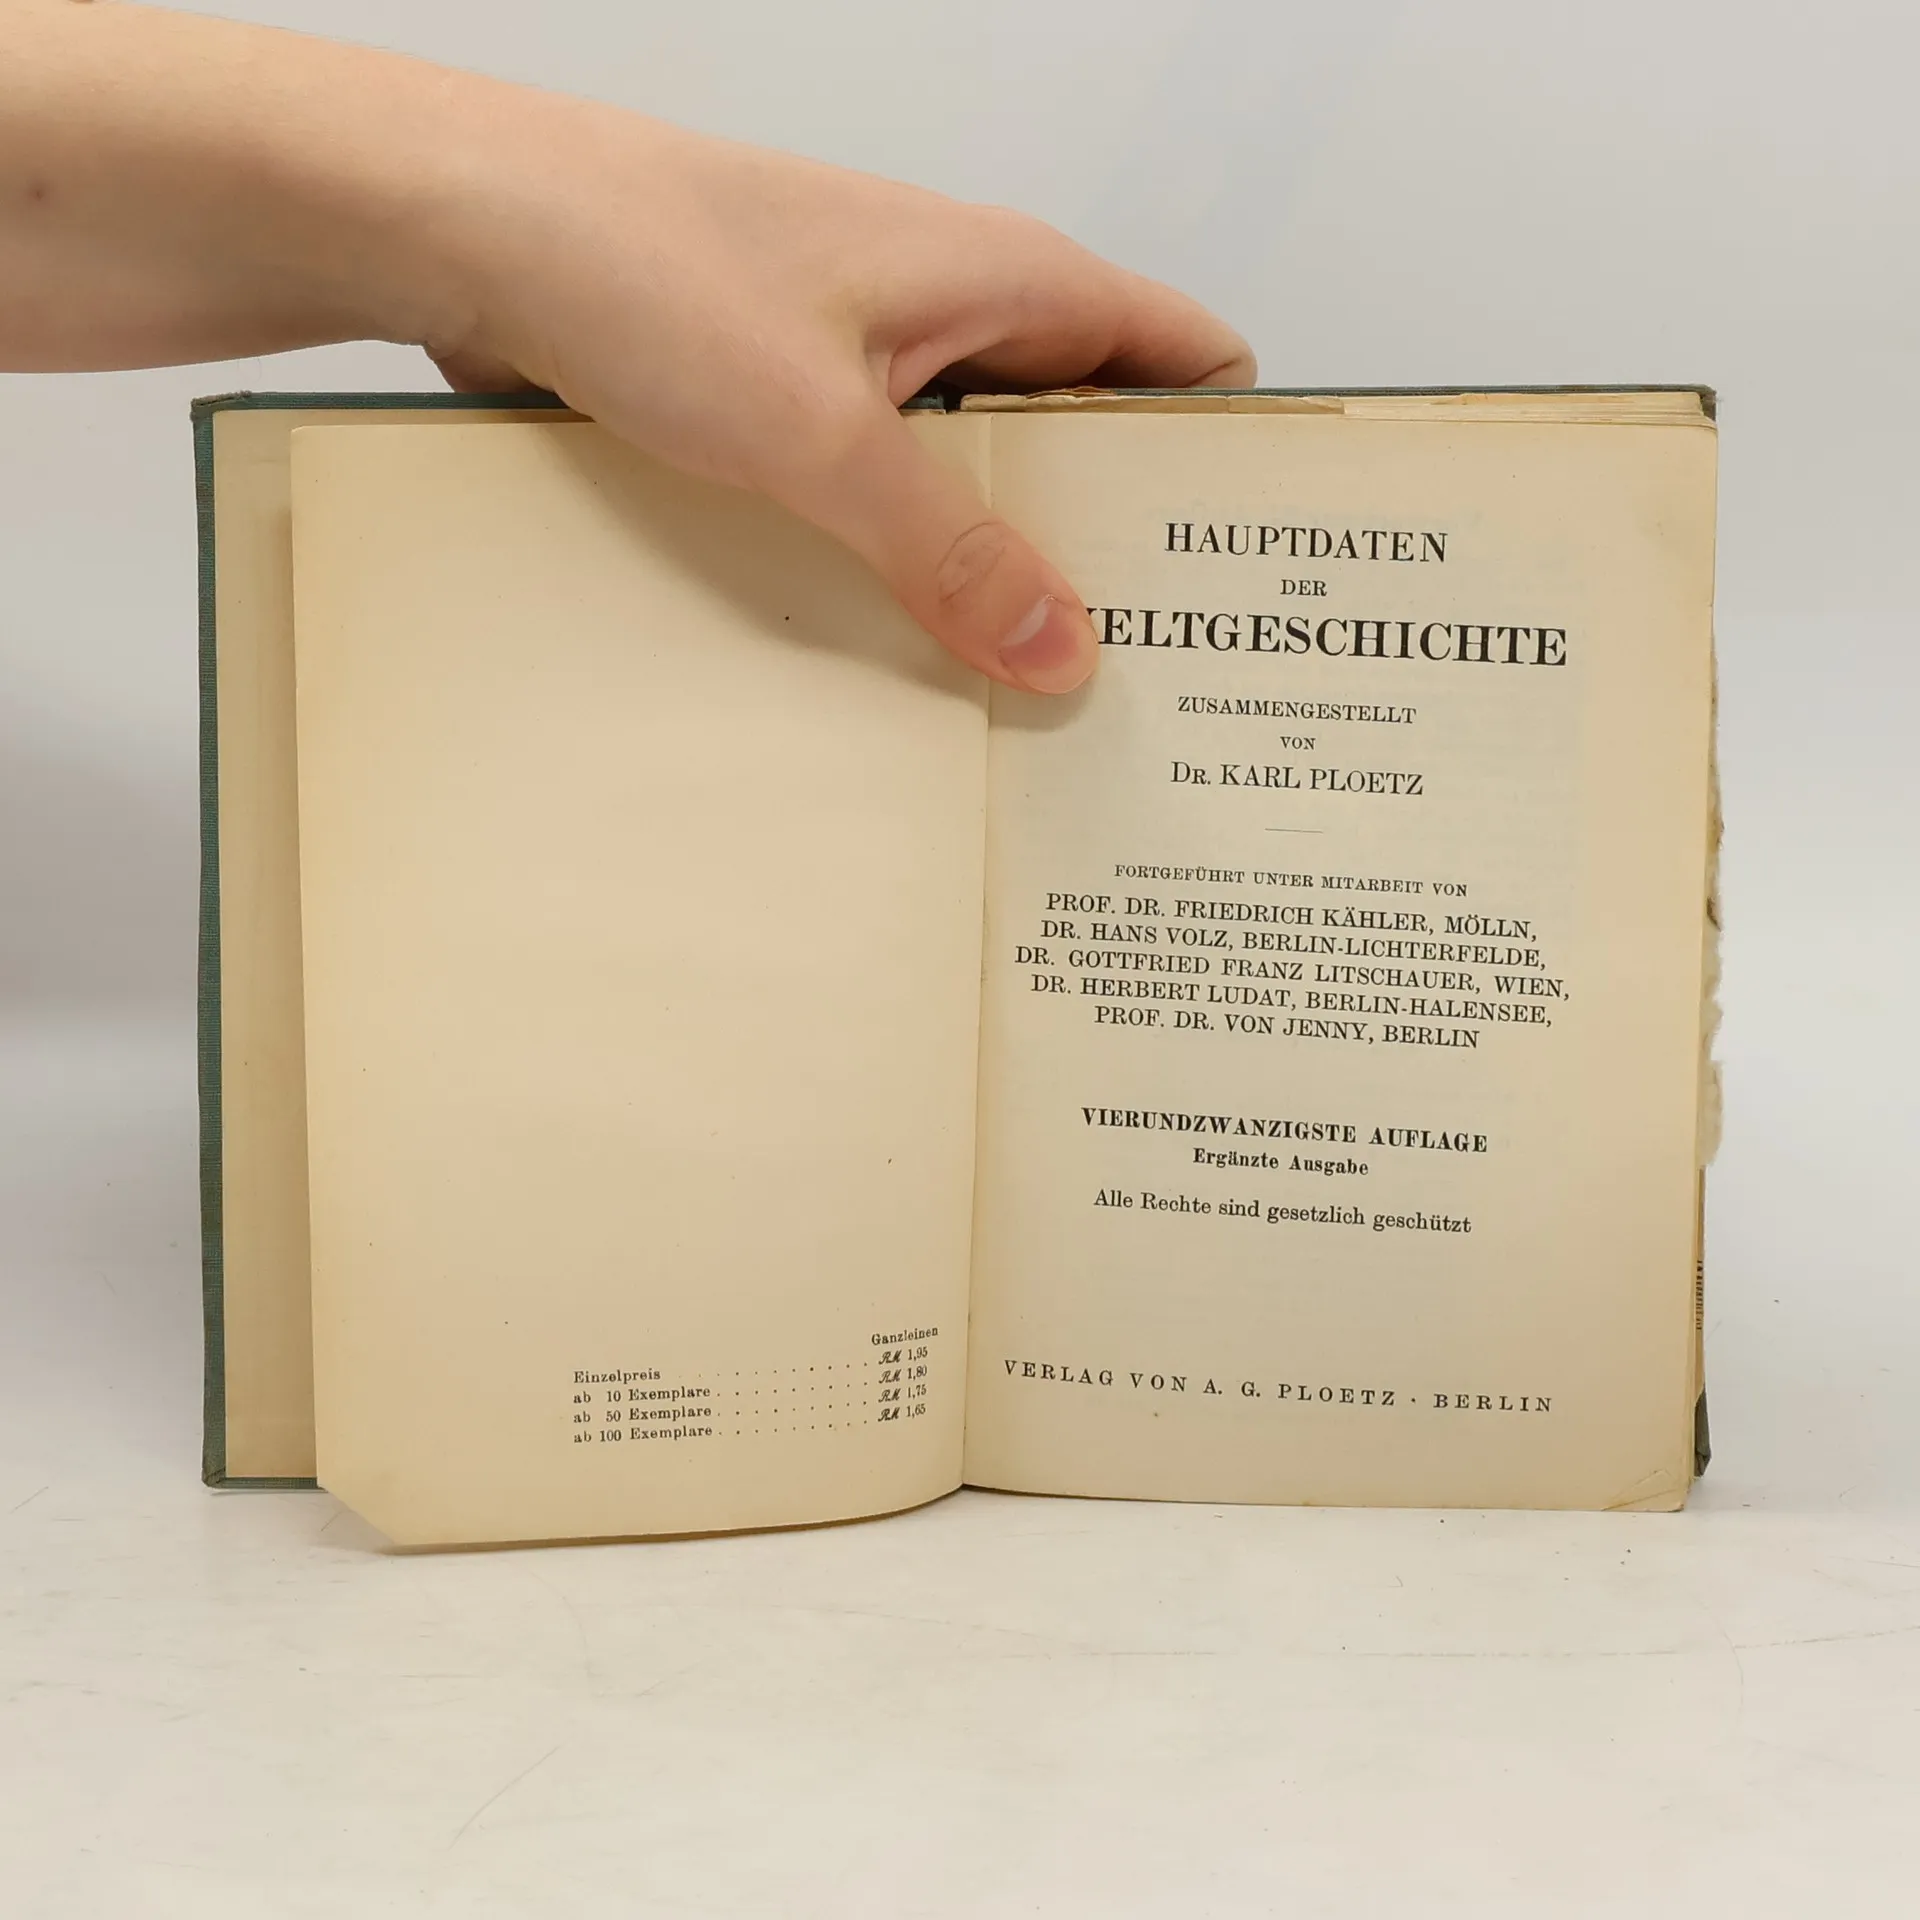 Ganzleinen
Einzelpreis . . . . . . . . . . ℛℳ 1,95
ab 10 Exemplare . . . . . . . . ℛℳ 1,80
ab 50 Exemplare . . . . . . . . ℛℳ 1,75
ab 100 Exemplare . . . . . . . . ℛℳ 1,65
HAUPTDATEN
DER
ELTGESCHICHTE
ZUSAMMENGESTELLT
VON
DR. KARL PLOETZ
FORTGEFÜHRT UNTER MITARBEIT VON
PROF. DR. FRIEDRICH KÄHLER, MÖLLN,
DR. HANS VOLZ, BERLIN-LICHTERFELDE,
DR. GOTTFRIED FRANZ LITSCHAUER, WIEN,
DR. HERBERT LUDAT, BERLIN-HALENSEE,
PROF. DR. VON JENNY, BERLIN
VIERUNDZWANZIGSTE AUFLAGE
Ergänzte Ausgabe
Alle Rechte sind gesetzlich geschützt
VERLAG VON A. G. PLOETZ · BERLIN